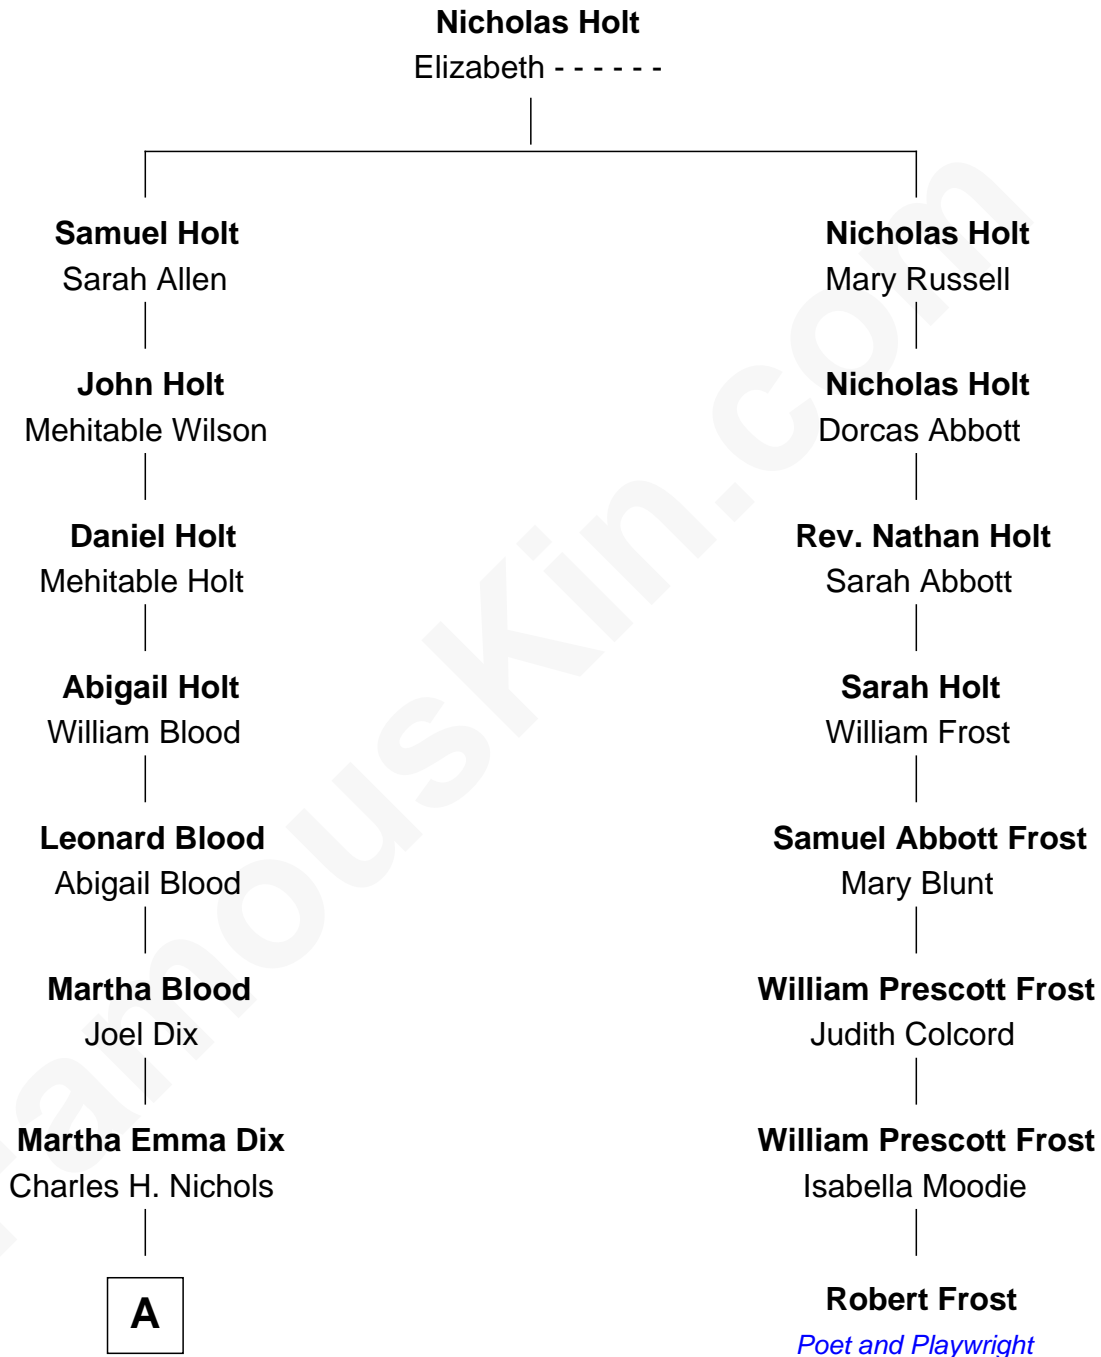 Nicholas Holt
Elizabeth - - - - - -
Samuel Holt
Sarah Allen
Nicholas Holt
Mary Russell
John Holt
Mehitable Wilson
Nicholas Holt
Dorcas Abbott
Daniel Holt
Mehitable Holt
Rev. Nathan Holt
Sarah Abbott
Abigail Holt
William Blood
Sarah Holt
William Frost
Leonard Blood
Abigail Blood
Samuel Abbott Frost
Mary Blunt
Martha Blood
Joel Dix
William Prescott Frost
Judith Colcord
Martha Emma Dix
Charles H. Nichols
William Prescott Frost
Isabella Moodie
A
Robert Frost
Poet and Playwright
FamousKin.com